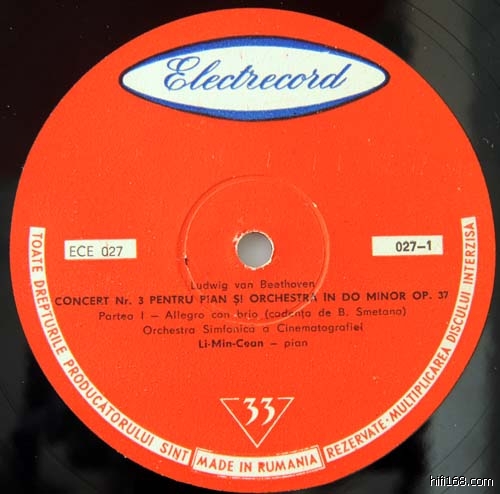 Electrecord
ECE 027
027-1
Ludwig van Beethoven
CONCERT Nr. 3 PENTRU PIAN ȘI ORCHESTRA IN DO MINOR OP. 37
Partea I – Allegro con brio (cadența de B. Smetana)
Orchestra Simfonica a Cinematografiei
Li-Min-Cean – pian
33
TOATE DREPTURILE PRODUCATORULUI SINT
MADE IN RUMANIA
REZERVATE·MULTIPLICAREA DISCULUI INTERZISA
hifi168.com